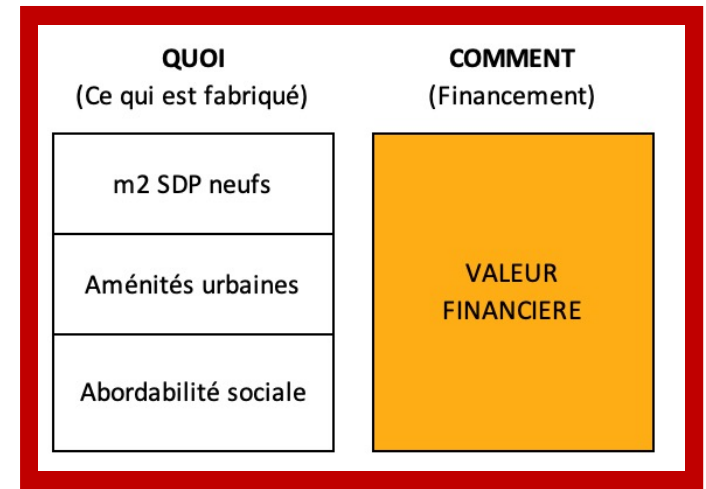 QUOI
(Ce qui est fabriqué)
m2 SDP neufs
Aménités urbaines
Abordabilité sociale
COMMENT
(Financement)
VALEUR
FINANCIERE